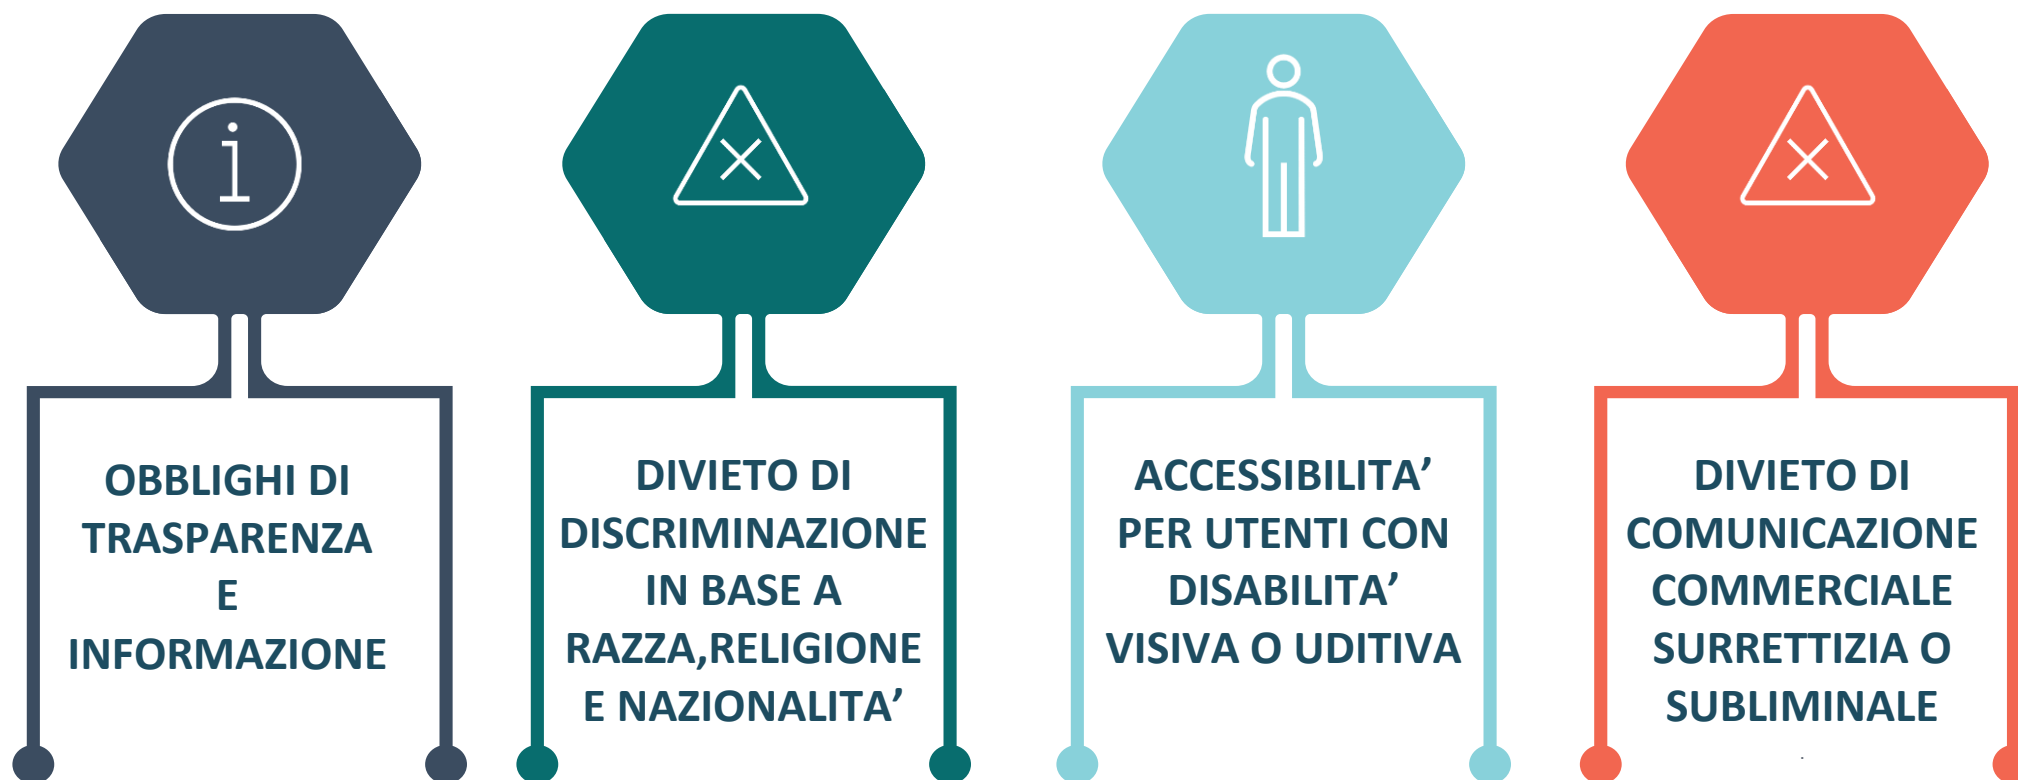 OBBLIGHI DI
TRASPARENZA
E
INFORMAZIONE
DIVIETO DI
DISCRIMINAZIONE
IN BASE A
RAZZA,RELIGIONE
E NAZIONALITA’
ACCESSIBILITA’
PER UTENTI CON
DISABILITA’
VISIVA O UDITIVA
DIVIETO DI
COMUNICAZIONE
COMMERCIALE
SURRETTIZIA O
SUBLIMINALE
.